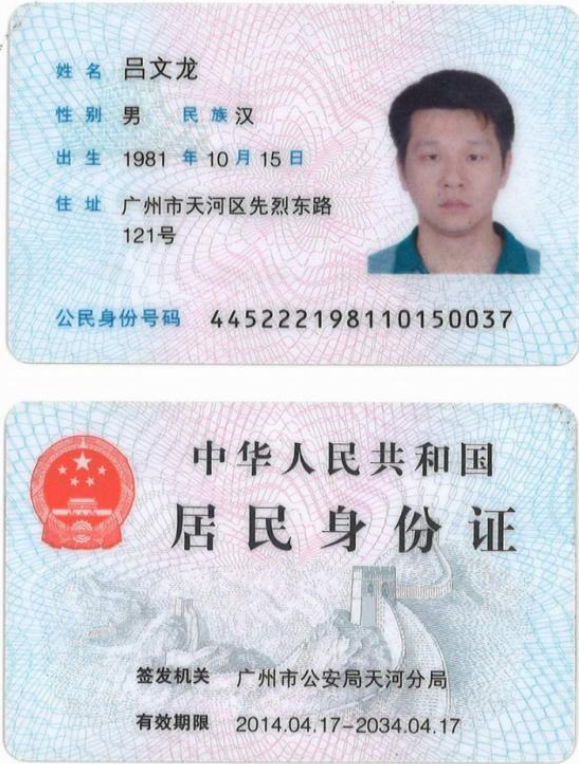 姓名 吕文龙
性别 男 民族 汉
出生 1981 年 10 月 15 日
住址 广州市天河区先烈东路
121号
公民身份号码 445222198110150037
中华人民共和国
居民身份证
签发机关 广州市公安局天河分局
有效期限 2014.04.17-2034.04.17